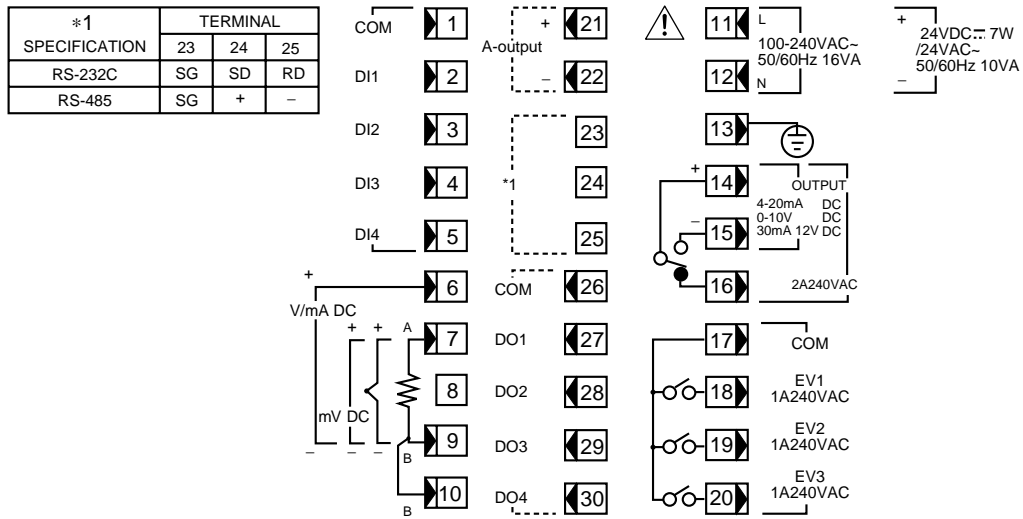 *1
SPECIFICATION
TERMINAL
23 24 25
RS-232C SG SD RD
RS-485 SG + –
COM 1
DI1 2
DI2 3
DI3 4
DI4 5
+
6
V/mA DC
+ + A 7
8
mV DC
9
– – – B
10
B
+ 21
A-output
– 22
23
*1 24
25
COM 26
DO1 27
DO2 28
DO3 29
DO4 30
11 L
100-240VAC~
50/60Hz 16VA
12 N
+
24VDC⎓ 7W
/24VAC~
50/60Hz 10VA
–
13
+ 14
OUTPUT
4-20mA DC
0-10V DC
30mA 12V DC
– 15
16 2A240VAC
17
COM
18 EV1
1A240VAC
19 EV2
1A240VAC
20 EV3
1A240VAC